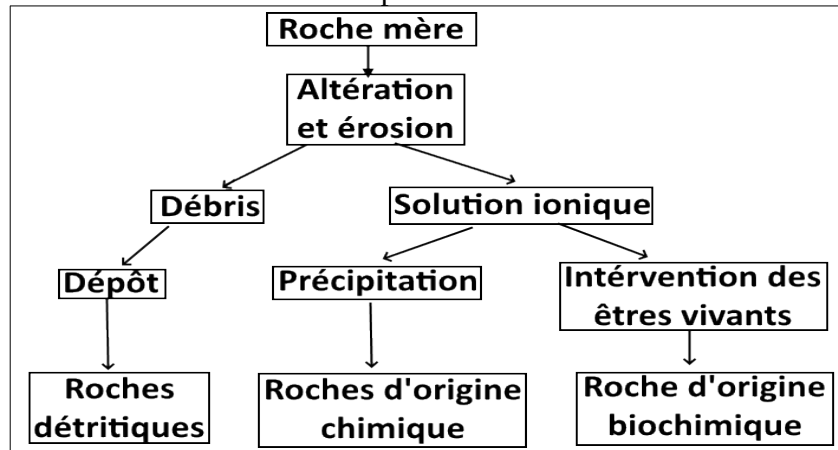 Roche mère
Altération
et érosion
Débris
Solution ionique
Dépôt
Précipitation
Intérvention des
êtres vivants
Roches
détritiques
Roches d'origine
chimique
Roche d'origine
biochimique